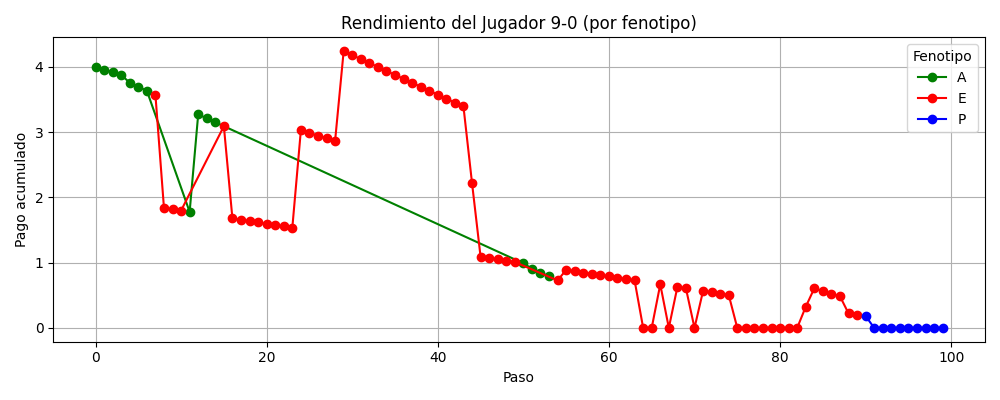 Rendimiento del Jugador 9-0 (por fenotipo)
Pago acumulado
4
3
2
1
0
0 20 40 60 80 100
Paso
Fenotipo
A
E
P